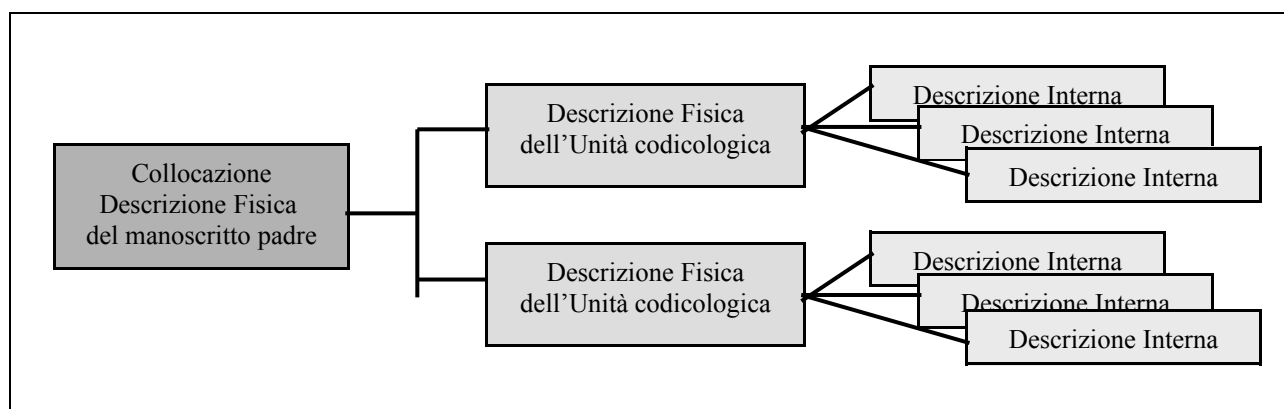 Collocazione
Descrizione Fisica
del manoscritto padre
Descrizione Fisica
dell’Unità codicologica
Descrizione Interna
Descrizione Interna
Descrizione Interna
Descrizione Fisica
dell’Unità codicologica
Descrizione Interna
Descrizione Interna
Descrizione Interna